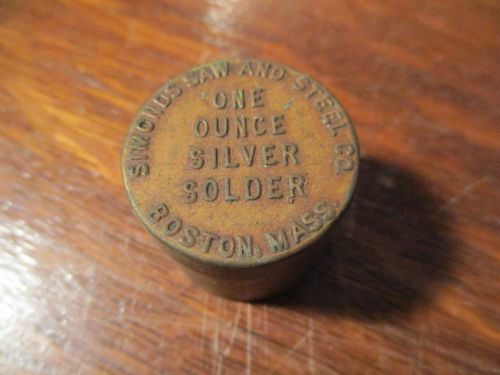 SIMONDS SAW AND STEEL CO.
ONE
OUNCE
SILVER
SOLDER
BOSTON, MASS.